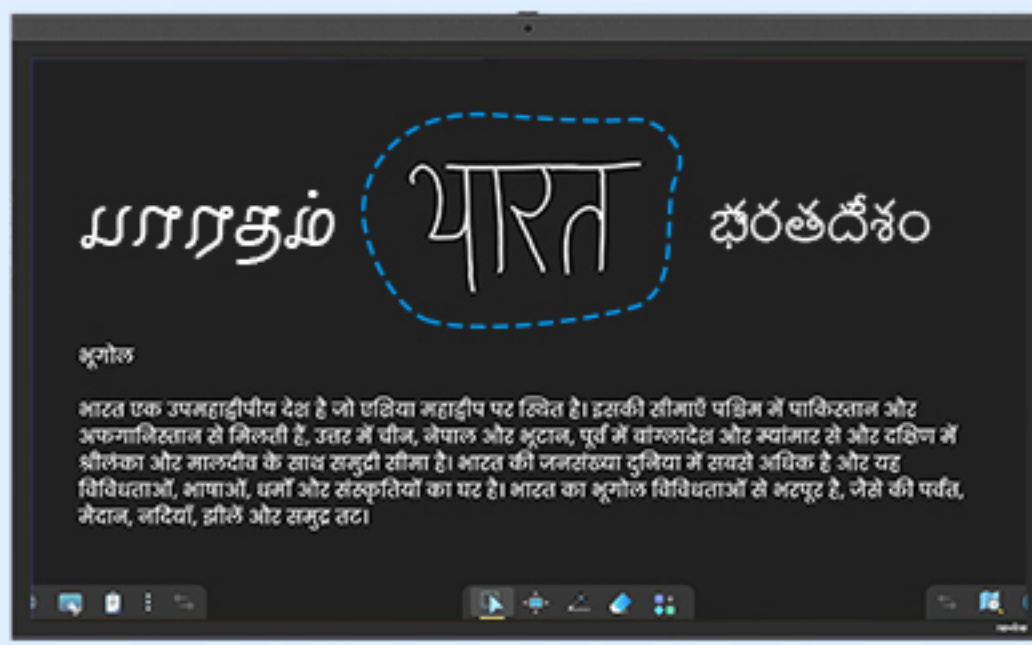 பாரதம் भारत భరతదేశం
भूगोल
भारत एक उपमहाद्वीपीय देश है जो एशिया महाद्वीप पर स्थित है। इसकी सीमाएँ पश्चिम में पाकिस्तान और
अफगानिस्तान से मिलती हैं, उत्तर में चीन, नेपाल और भूटान, पूर्व में बांग्लादेश और म्यांमार से और दक्षिण में
श्रीलंका और मालदीव के साथ समुद्री सीमा है। भारत की जनसंख्या दुनिया में सबसे अधिक है और यह
विविधताओं, भाषाओं, धर्मों और संस्कृतियों का घर है। भारत का भूगोल विविधताओं से भरपूर है, जैसे की पर्वत,
मैदान, नदियाँ, झीलें और समुद्र तट।